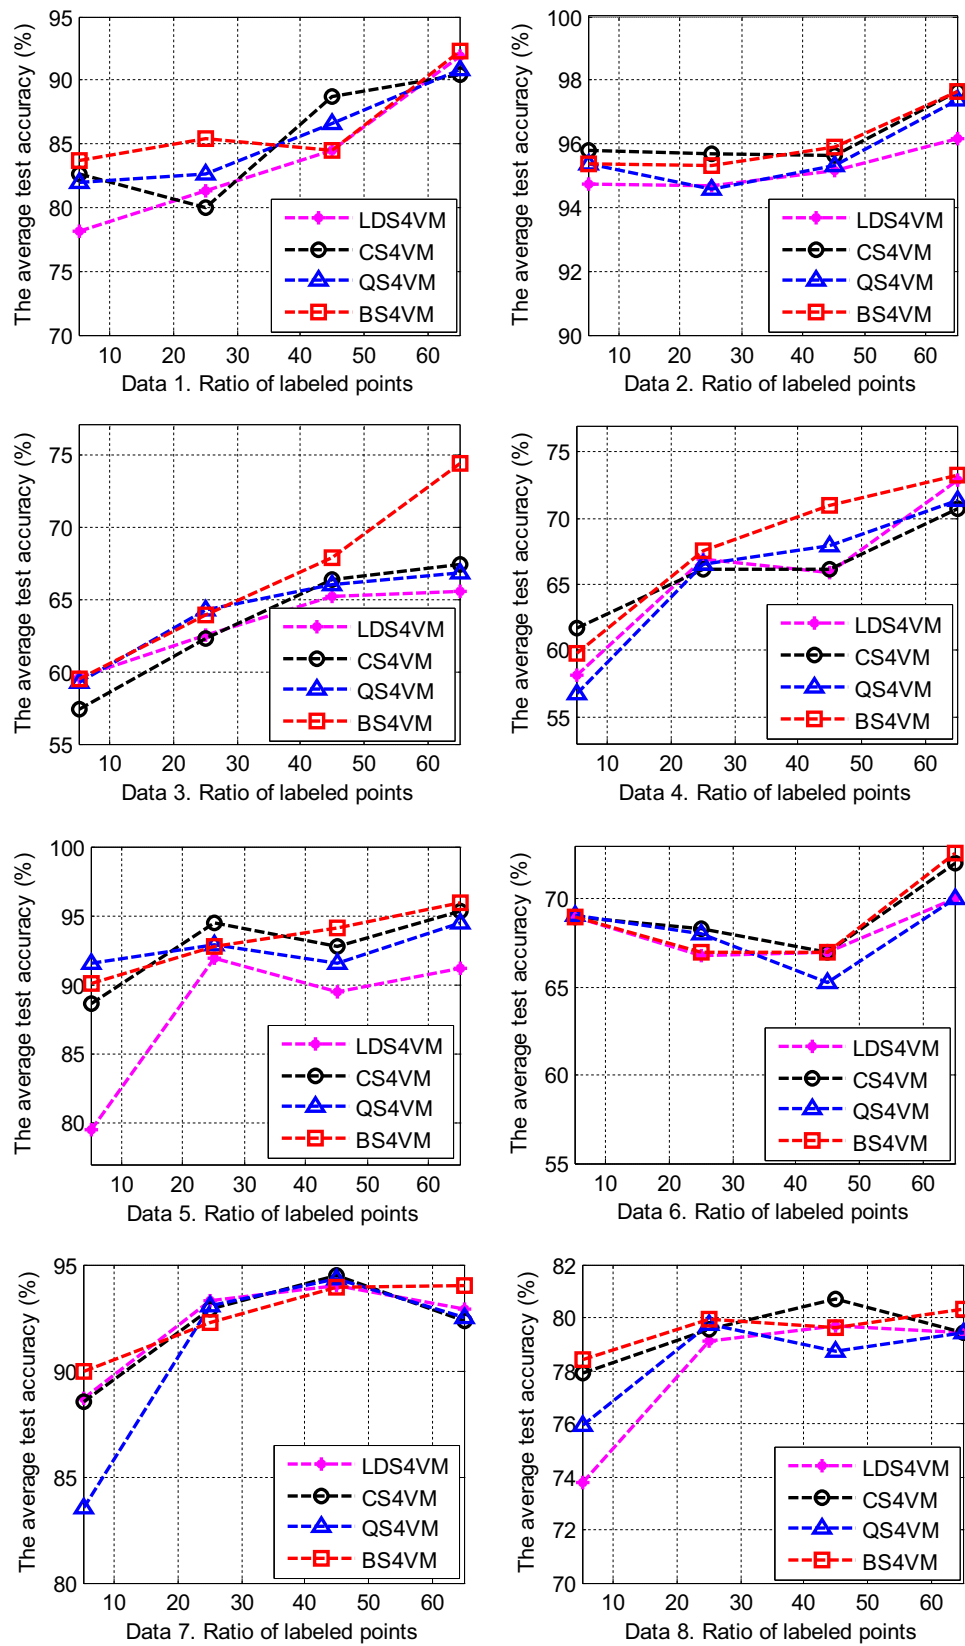 The average test accuracy (%)
95
90
85
80
75
70
10 20 30 40 50 60
LDS4VM
CS4VM
QS4VM
BS4VM
Data 1. Ratio of labeled points
The average test accuracy (%)
100
98
96
94
92
90
10 20 30 40 50 60
LDS4VM
CS4VM
QS4VM
BS4VM
Data 2. Ratio of labeled points
The average test accuracy (%)
75
70
65
60
55
10 20 30 40 50 60
LDS4VM
CS4VM
QS4VM
BS4VM
Data 3. Ratio of labeled points
The average test accuracy (%)
75
70
65
60
55
10 20 30 40 50 60
LDS4VM
CS4VM
QS4VM
BS4VM
Data 4. Ratio of labeled points
The average test accuracy (%)
100
95
90
85
80
10 20 30 40 50 60
LDS4VM
CS4VM
QS4VM
BS4VM
Data 5. Ratio of labeled points
The average test accuracy (%)
70
65
60
55
10 20 30 40 50 60
LDS4VM
CS4VM
QS4VM
BS4VM
Data 6. Ratio of labeled points
The average test accuracy (%)
95
90
85
80
10 20 30 40 50 60
LDS4VM
CS4VM
QS4VM
BS4VM
Data 7. Ratio of labeled points
The average test accuracy (%)
82
80
78
76
74
72
70
10 20 30 40 50 60
LDS4VM
CS4VM
QS4VM
BS4VM
Data 8. Ratio of labeled points